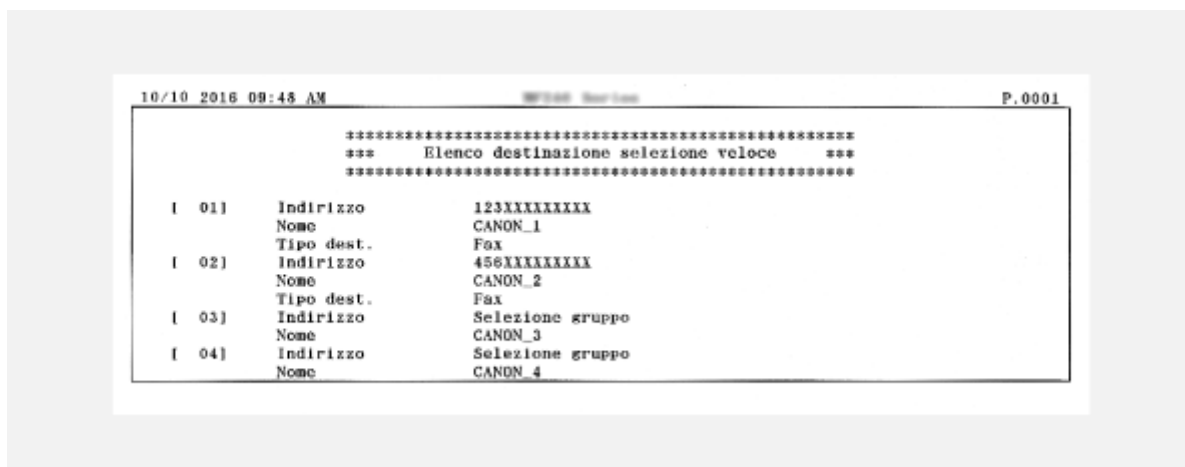 10/10 2016 09:48 AM P.0001
***************************************************
*** Elenco destinazione selezione veloce ***
***************************************************
[ 01] Indirizzo 123XXXXXXXXX
Nome CANON_1
Tipo dest. Fax
[ 02] Indirizzo 456XXXXXXXXX
Nome CANON_2
Tipo dest. Fax
[ 03] Indirizzo Selezione gruppo
Nome CANON_3
[ 04] Indirizzo Selezione gruppo
Nome CANON_4